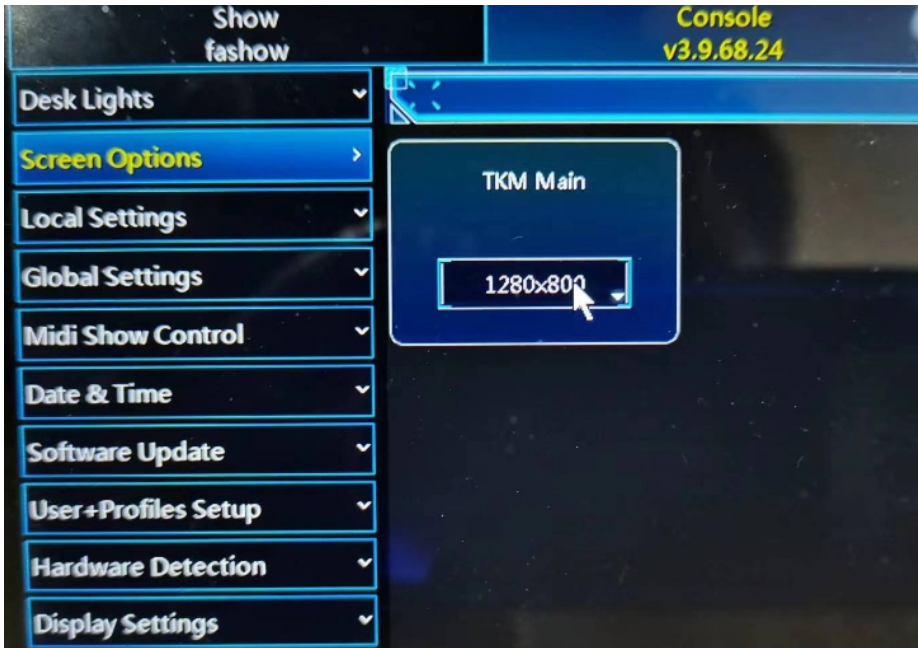 Show
fashow
Console
v3.9.68.24
Desk Lights
Screen Options
Local Settings
Global Settings
Midi Show Control
Date & Time
Software Update
User+Profiles Setup
Hardware Detection
Display Settings
TKM Main
1280x800